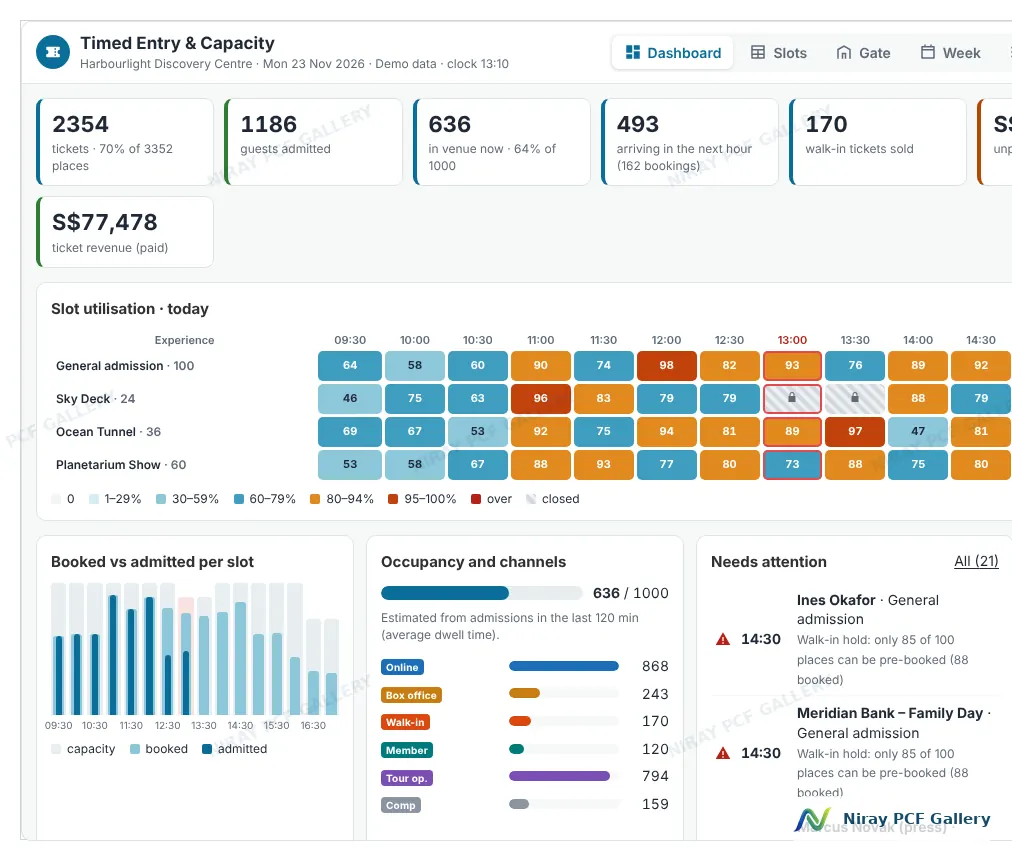 Timed Entry & Capacity
Harbourlight Discovery Centre · Mon 23 Nov 2026 · Demo data · clock 13:10
Dashboard
Slots
Gate
Week
2354
tickets · 70% of 3352
places
1186
guests admitted
636
in venue now · 64% of
1000
493
arriving in the next hour
(162 bookings)
170
walk-in tickets sold
S$77,478
ticket revenue (paid)
Slot utilisation · today
Experience 09:30 10:00 10:30 11:00 11:30 12:00 12:30 13:00 13:30 14:00 14:30
General admission · 100 64 58 60 90 74 98 82 93 76 89 92
Sky Deck · 24 46 75 63 96 83 79 79 88 79
Ocean Tunnel · 36 69 67 53 92 75 94 81 89 97 47 81
Planetarium Show · 60 53 58 67 88 93 77 80 73 88 75 80
0 1–29% 30–59% 60–79% 80–94% 95–100% over closed
Booked vs admitted per slot
09:30 10:30 11:30 12:30 13:30 14:30 15:30 16:30
capacity booked admitted
Occupancy and channels
636 / 1000
Estimated from admissions in the last 120 min
(average dwell time).
Online 868
Box office 243
Walk-in 170
Member 120
Tour op. 794
Comp 159
Needs attention
All (21)
Ines Okafor · General
admission
14:30
Walk-in hold: only 85 of 100
places can be pre-booked (88
booked)
Meridian Bank – Family Day ·
General admission
14:30
Walk-in hold: only 85 of 100
places can be pre-booked (88
booked)
Marcus Novak (press) ·
Niray PCF Gallery
NIRAY PCF GALLERY